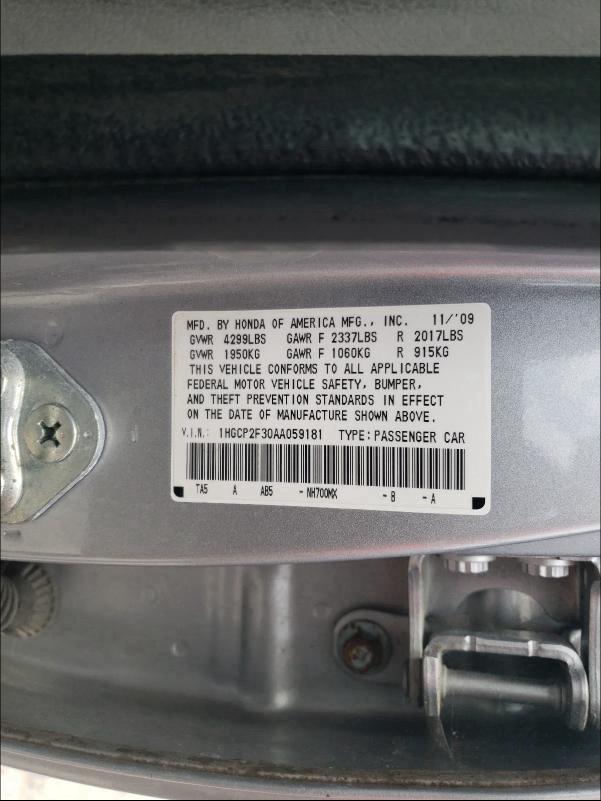 MFD. BY HONDA OF AMERICA MFG., INC. 11/'09
GVWR 4299LBS GAWR F 2337LBS R 2017LBS
GVWR 1950KG GAWR F 1060KG R 915KG
THIS VEHICLE CONFORMS TO ALL APPLICABLE
FEDERAL MOTOR VEHICLE SAFETY, BUMPER,
AND THEFT PREVENTION STANDARDS IN EFFECT
ON THE DATE OF MANUFACTURE SHOWN ABOVE.
V.I.N.: 1HGCP2F30AA059181 TYPE: PASSENGER CAR
TA5 A AB5 -NH700MX -B -A